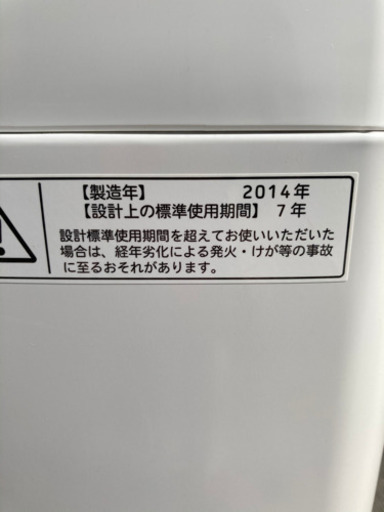 【製造年】 2014年
【設計上の標準使用期間】 7年
設計標準使用期間を超えてお使いいただいた
場合は、経年劣化による発火・けが等の事故
に至るおそれがあります。